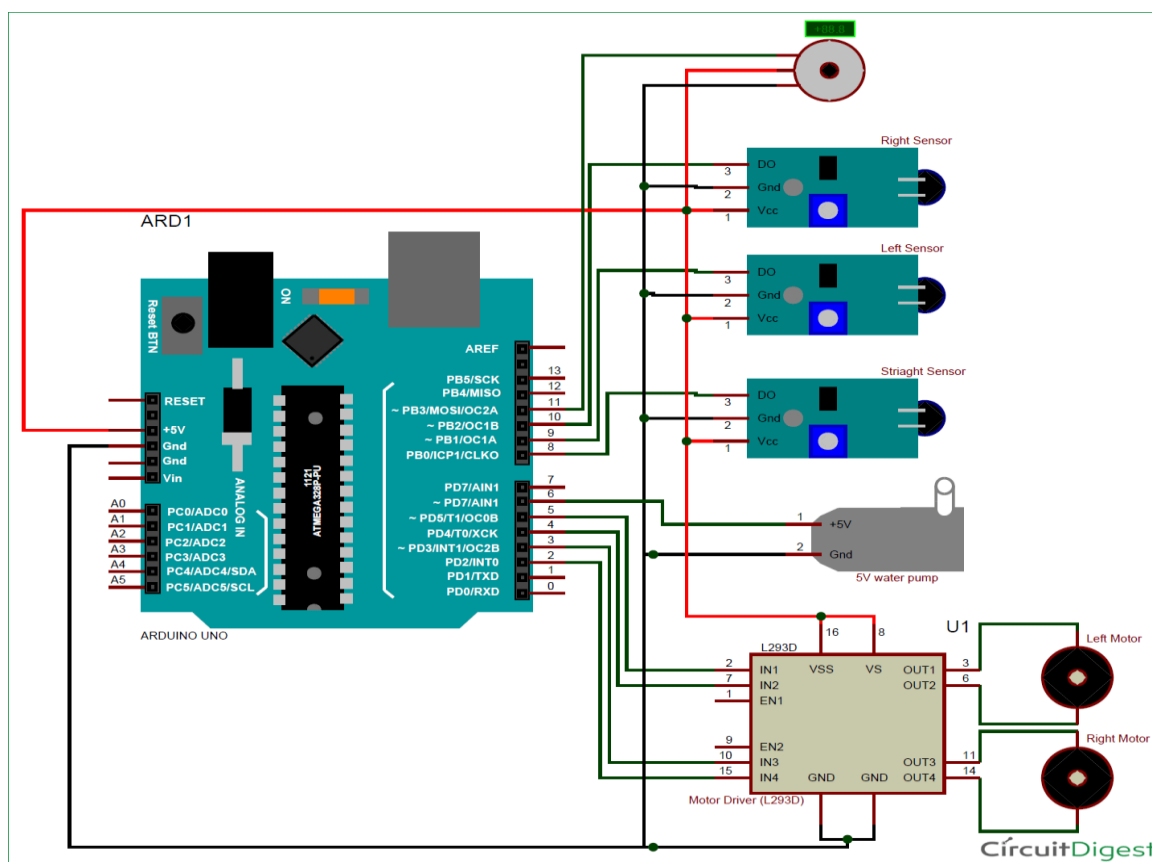 Right Sensor
DO
3
Gnd
2
Vcc
1
Left Sensor
DO
3
Gnd
2
Vcc
1
Striaght Sensor
DO
3
Gnd
2
Vcc
1
1
+5V
2
Gnd
5V water pump
ARD1
Reset BTN
ON
RESET
+5V
Gnd
Gnd
Vin
ANALOG IN
A0 PC0/ADC0
A1 PC1/ADC1
A2 PC2/ADC2
A3 PC3/ADC3
A4 PC4/ADC4/SDA
A5 PC5/ADC5/SCL
1121
ATMEGA328P-PU
AREF
PB5/SCK 13
PB4/MISO 12
~ PB3/MOSI/OC2A 11
~ PB2/OC1B 10
~ PB1/OC1A 9
PB0/ICP1/CLKO 8
PD7/AIN1 7
~ PD7/AIN1 6
~ PD5/T1/OC0B 5
PD4/T0/XCK 4
~ PD3/INT1/OC2B 3
PD2/INT0 2
PD1/TXD 1
PD0/RXD 0
ARDUINO UNO
U1
L293D
16
8
VSS
VS
2 IN1
7 IN2
1 EN1
9 EN2
10 IN3
15 IN4
OUT1 3
OUT2 6
OUT3 11
OUT4 14
GND
GND
Motor Driver (L293D)
Left Motor
Right Motor
CircuitDigest